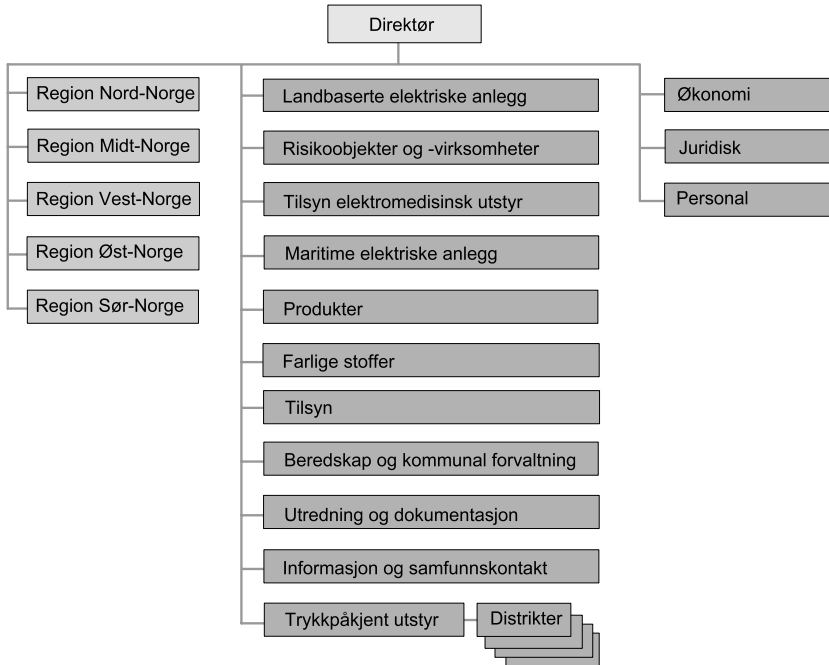 Direktør
Region Nord-Norge
Region Midt-Norge
Region Vest-Norge
Region Øst-Norge
Region Sør-Norge
Landbaserte elektriske anlegg
Risikoobjekter og -virksomheter
Tilsyn elektromedisinsk utstyr
Maritime elektriske anlegg
Produkter
Farlige stoffer
Tilsyn
Beredskap og kommunal forvaltning
Utredning og dokumentasjon
Informasjon og samfunnskontakt
Trykkpåkjent utstyr
Distrikter
Økonomi
Juridisk
Personal